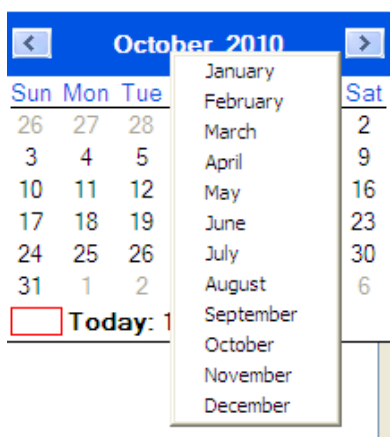 October 2010
Sun Mon Tue Sat
26 27 28 2
3 4 5 9
10 11 12 16
17 18 19 23
24 25 26 30
31 1 2 6
Today: 1
January
February
March
April
May
June
July
August
September
October
November
December